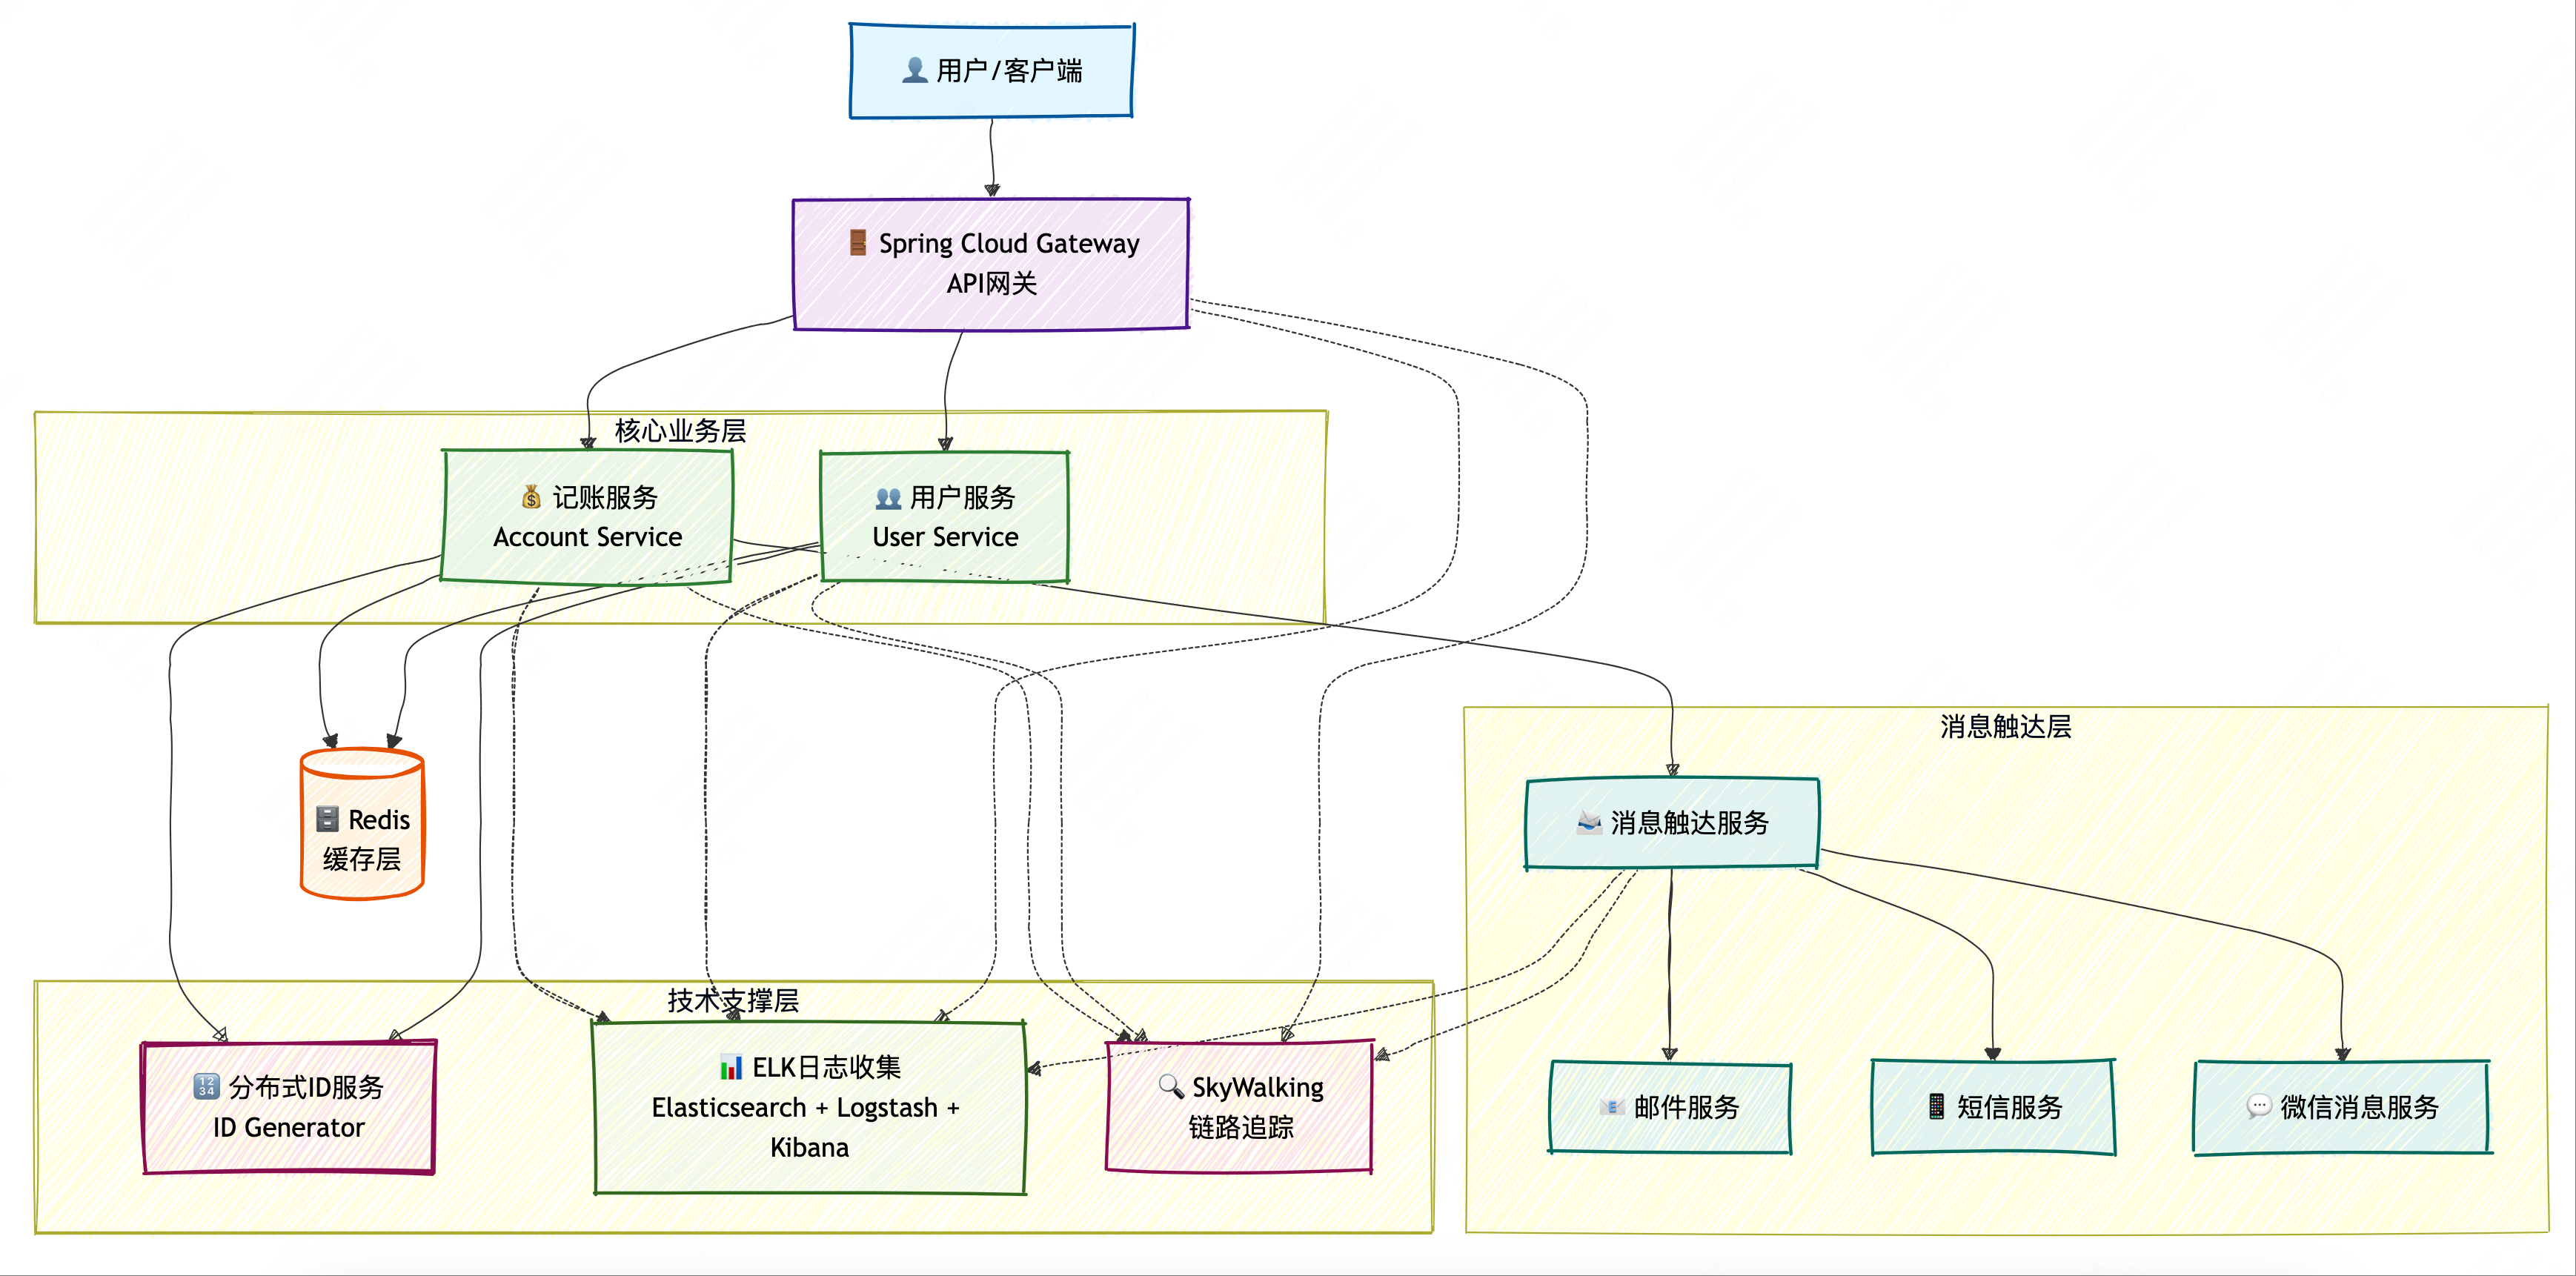 用户/客户端
Spring Cloud Gateway
API网关
核心业务层
记账服务
Account Service
用户服务
User Service
消息触达层
消息触达服务
Redis
缓存层
技术支撑层
分布式ID服务
ID Generator
ELK日志收集
Elasticsearch + Logstash +
Kibana
SkyWalking
链路追踪
邮件服务
短信服务
微信消息服务